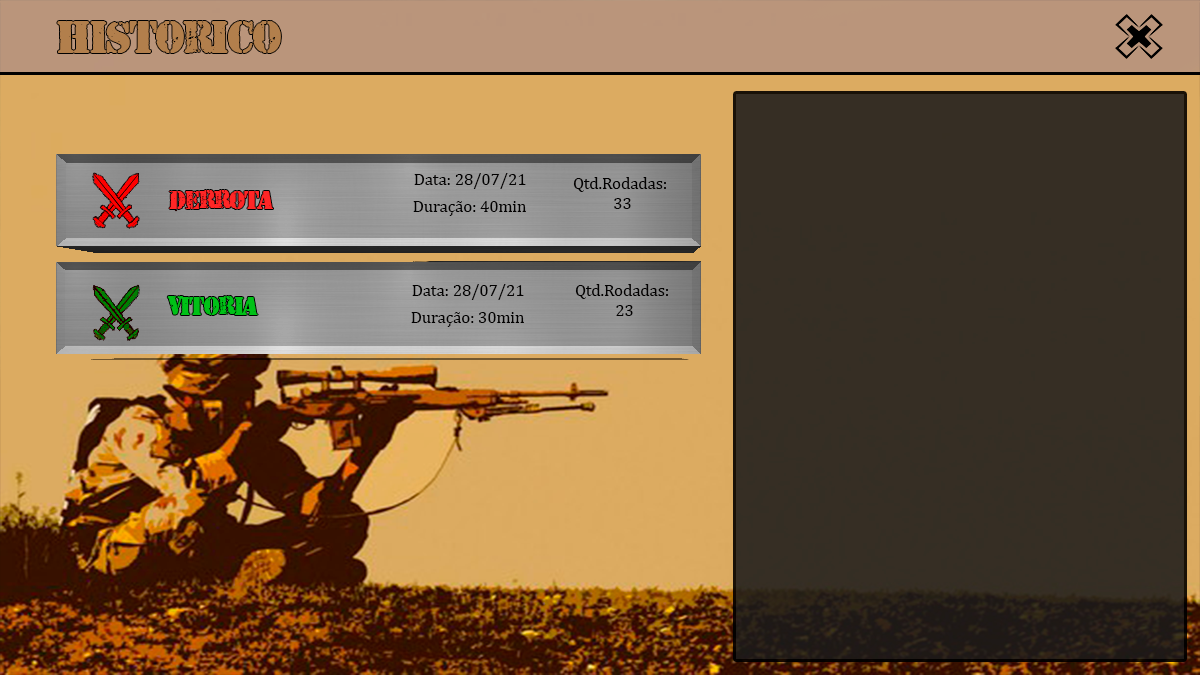 HISTORICO
DERROTA
Data: 28/07/21
Duração: 40min
Qtd.Rodadas:
33
VITORIA
Data: 28/07/21
Duração: 30min
Qtd.Rodadas:
23